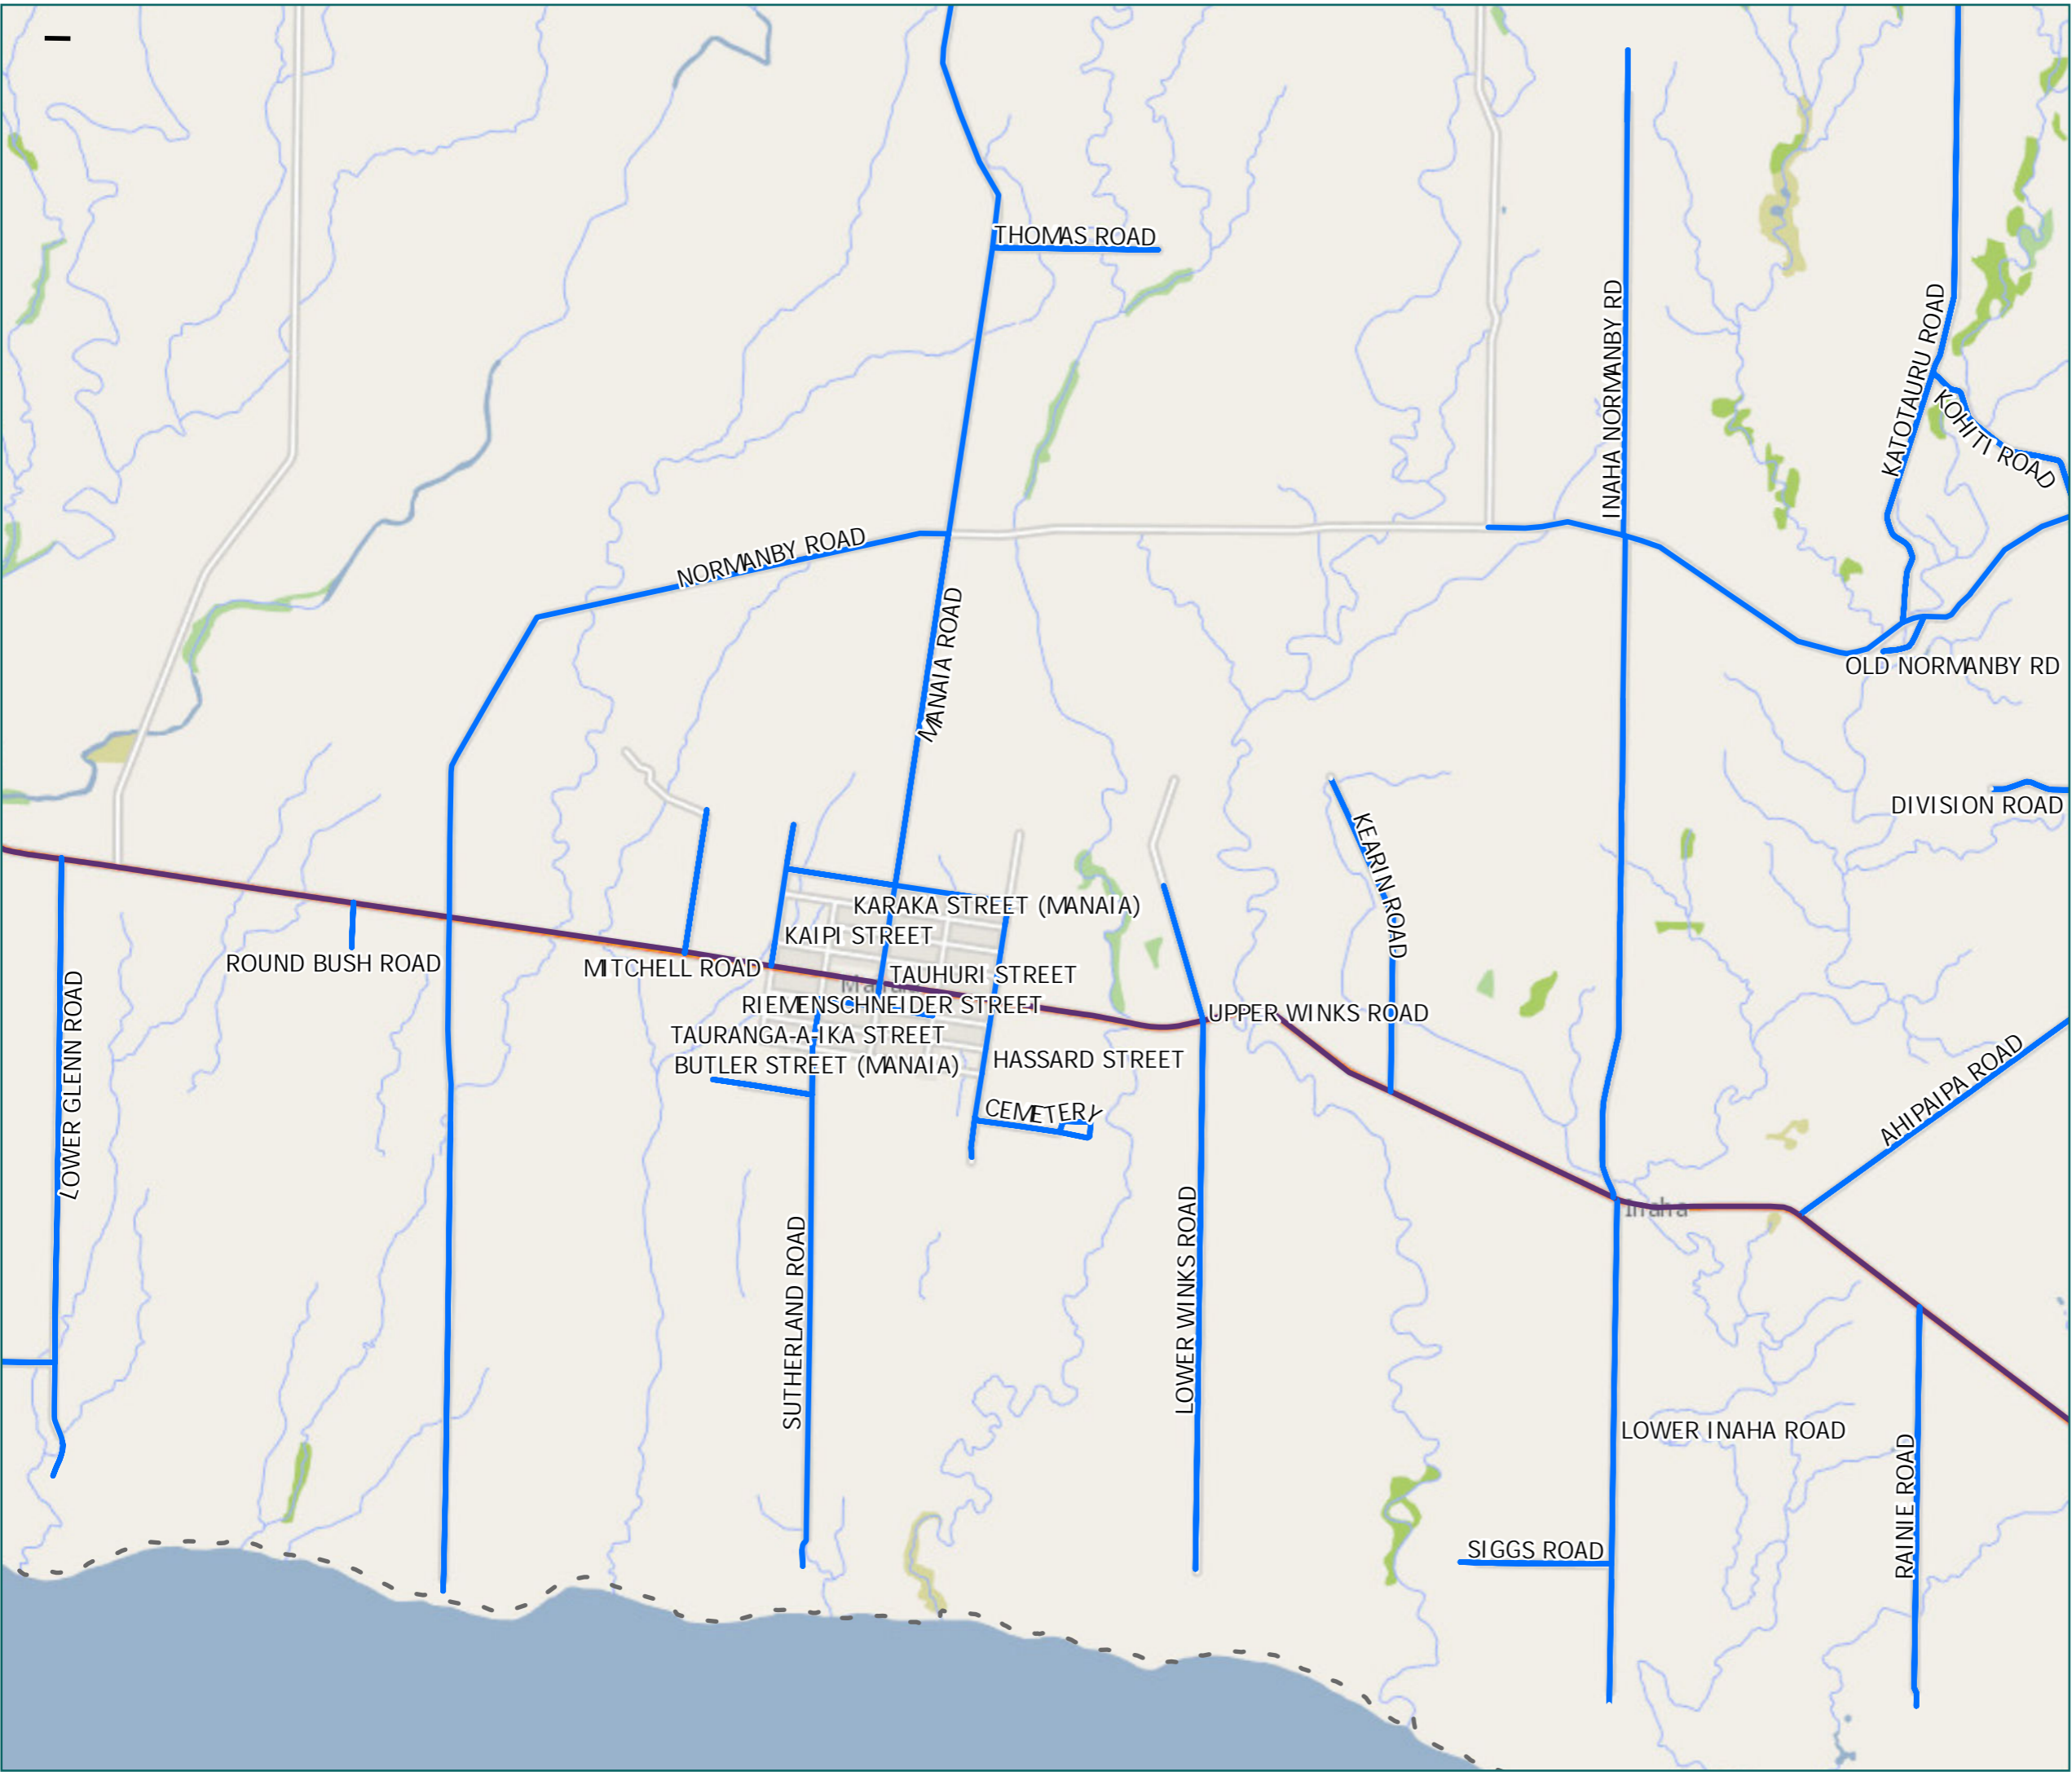 THOMAS ROAD
INAHA NORMANBY RD
KATOTAURU ROAD
KOHITI ROAD
NORMANBY ROAD
MANAIA ROAD
OLD NORMANBY RD
DIVISION ROAD
KEARIN ROAD
KARAKA STREET (MANAIA)
KAIPI STREET
ROUND BUSH ROAD
MITCHELL ROAD
TAUHURI STREET
RIEMENSCHNEIDER STREET
UPPER WINKS ROAD
TAURANGA-A-IKA STREET
BUTLER STREET (MANAIA)
HASSARD STREET
LOWER GLENN ROAD
CEMETERY
AHIPAIPA ROAD
Inaha
SUTHERLAND ROAD
LOWER WINKS ROAD
LOWER INAHA ROAD
RAINIE ROAD
SIGGS ROAD